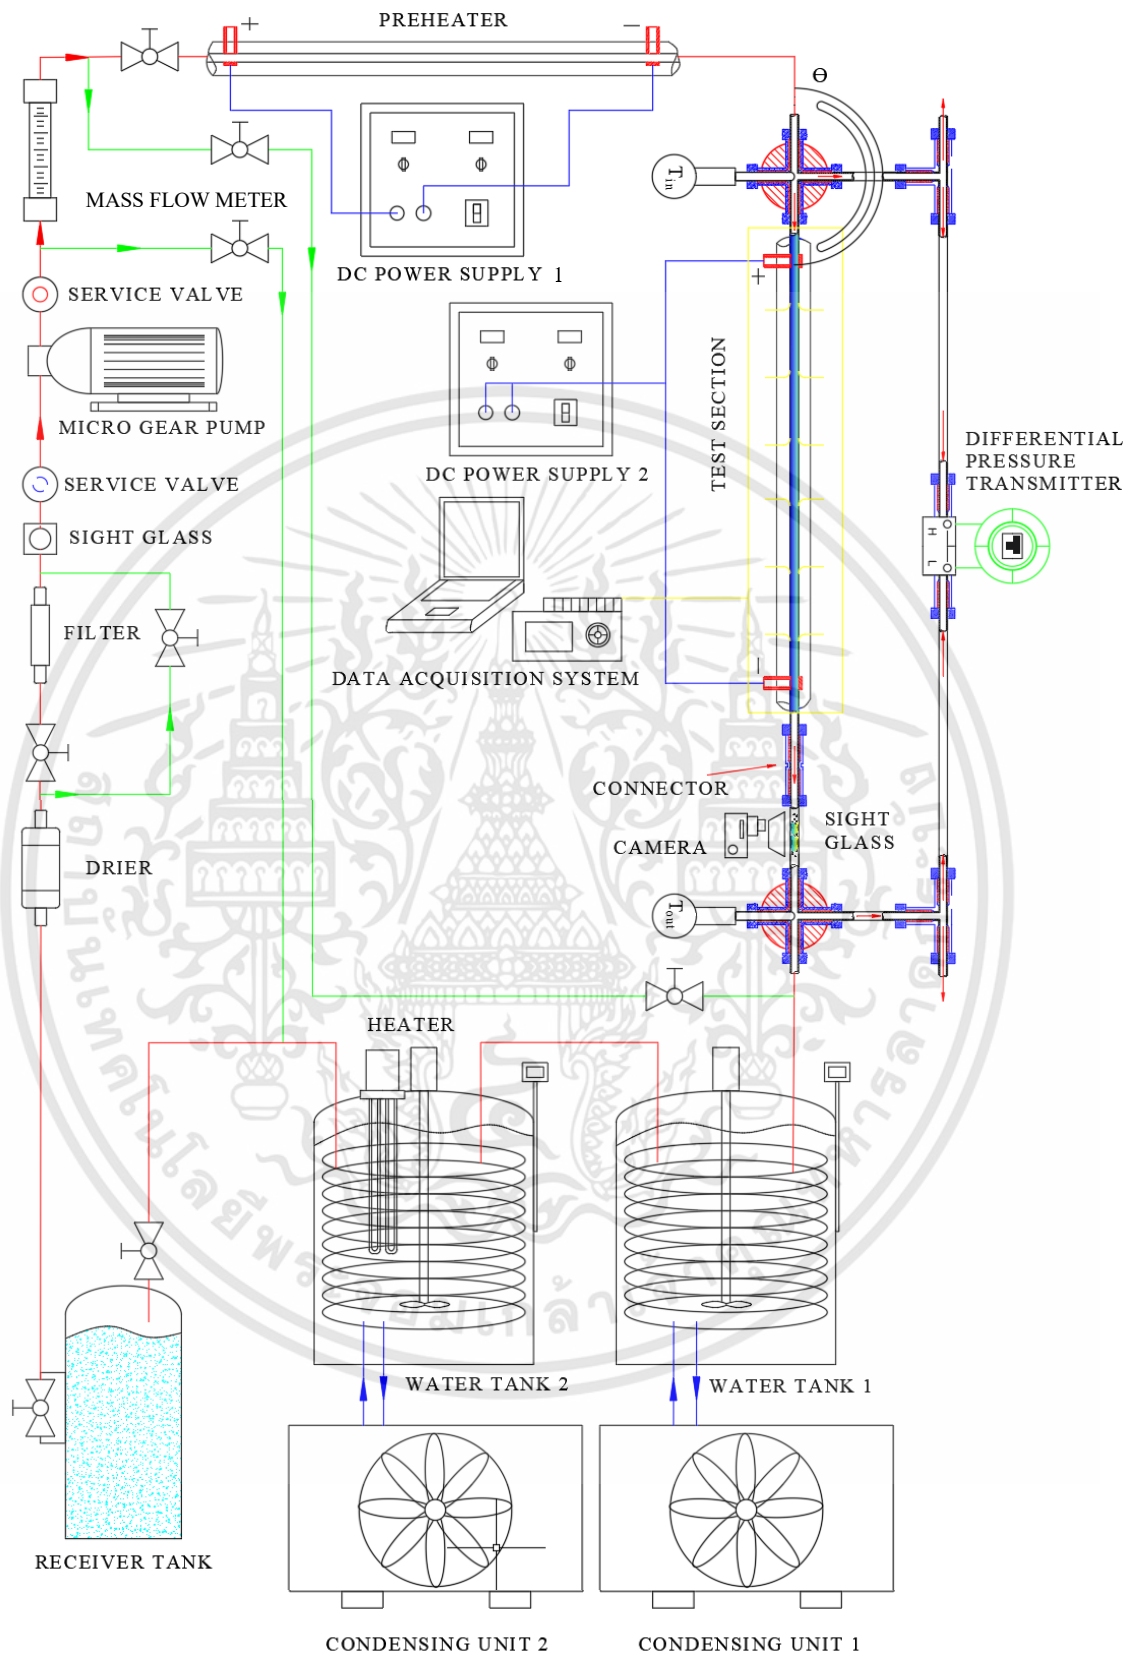 PREHEATER
+
−
Θ
T in
MASS FLOW METER
DC POWER SUPPLY 1
+
SERVICE VALVE
TEST SECTION
MICRO GEAR PUMP
DC POWER SUPPLY 2
DIFFERENTIAL
PRESSURE
TRANSMITTER
SERVICE VALVE
SIGHT GLASS
H
L
FILTER
DATA ACQUISITION SYSTEM
−
CONNECTOR
SIGHT
GLASS
CAMERA
DRIER
T out
HEATER
WATER TANK 2
WATER TANK 1
RECEIVER TANK
CONDENSING UNIT 2
CONDENSING UNIT 1